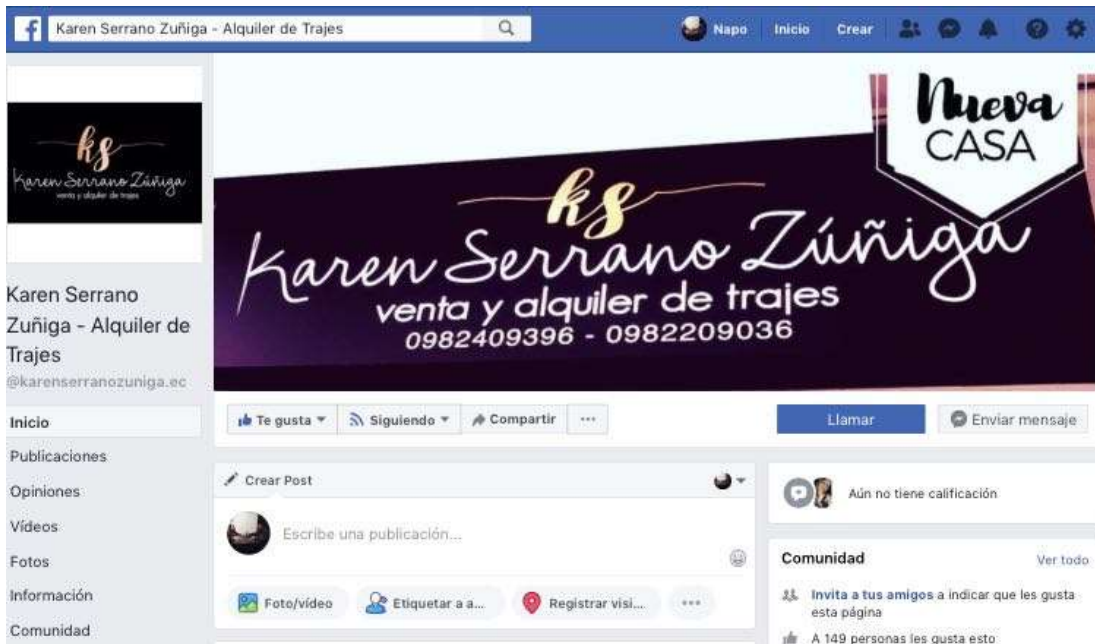 Karen Serrano Zuñiga - Alquiler de Trajes
Napo
Inicio
Crear
ks
Karen Serrano Zúñiga
venta y alquiler de trajes
Karen Serrano
Zuñiga - Alquiler de
Trajes
@karenserranozuniga.ec
Inicio
Publicaciones
Opiniones
Vídeos
Fotos
Información
Comunidad
Nueva
CASA
ks
Karen Serrano Zúñiga
venta y alquiler de trajes
0982409396 - 0982209036
Te gusta
Siguiendo
Compartir
Llamar
Enviar mensaje
Crear Post
Escribe una publicación...
Foto/vídeo
Etiquetar a a...
Registrar visi...
Aún no tiene calificación
Comunidad
Ver todo
Invita a tus amigos a indicar que les gusta
esta página
A 149 personas les gusta esto